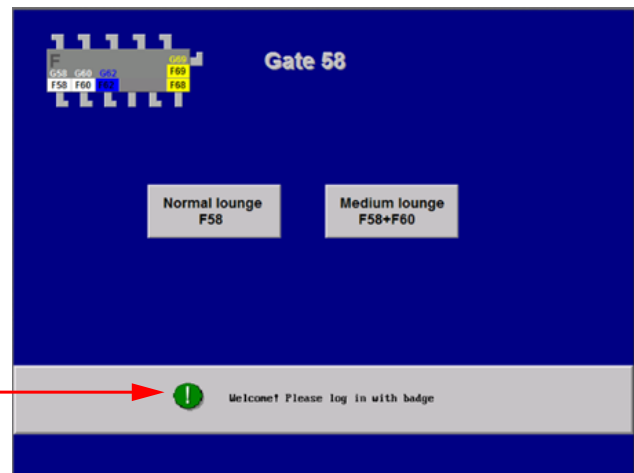 F
Gate 58
G69
G58 G60 G62 F69
F58 F60 F62 F68
Normal lounge
F58
Medium lounge
F58+F60
!
Welcome! Please log in with badge